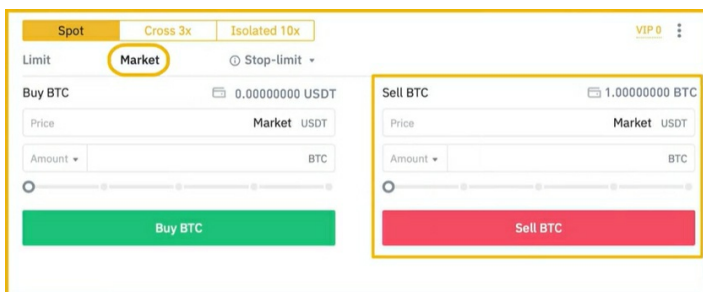 Spot Cross 3x Isolated 10x VIP 0
Limit Market Stop-limit
Buy BTC 0.00000000 USDT
Price Market USDT
Amount BTC
Buy BTC
Sell BTC 1.00000000 BTC
Price Market USDT
Amount BTC
Sell BTC